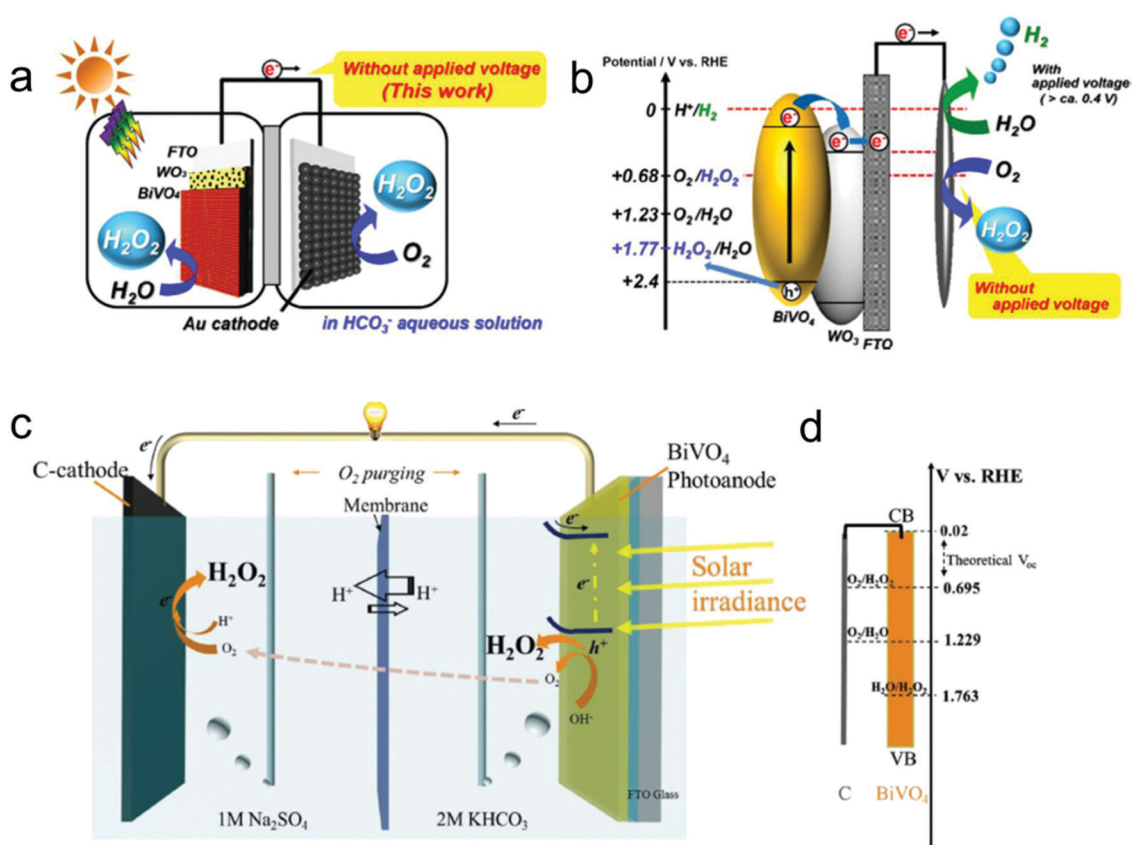 a
e-
Without applied voltage
(This work)
FTO
WO₃
BiVO₄
H₂O₂
H₂O
H₂O₂
O₂
Au cathode
in HCO₃⁻ aqueous solution
b
Potential / V vs. RHE
e-
H₂
With
applied voltage
( > ca. 0.4 V)
0
H⁺/H₂
e-
H₂O
e-
e-
+0.68
O₂/H₂O₂
O₂
+1.23
O₂/H₂O
+1.77
H₂O₂/H₂O
H₂O₂
+2.4
h⁺
Without
applied voltage
BiVO₄
WO₃
FTO
c
e-
e-
C-cathode
O₂ purging
BiVO₄
Photoanode
Membrane
e-
H₂O₂
e-
H⁺
H⁺
H⁺
O₂
e-
Solar
irradiance
H₂O₂
h⁺
O₂
OH⁻
1M Na₂SO₄
2M KHCO₃
FTO Glass
d
V vs. RHE
CB
0.02
Theoretical Voc
O₂/H₂O₂
0.695
O₂/H₂O
1.229
H₂O/H₂O₂
1.763
VB
C
BiVO₄